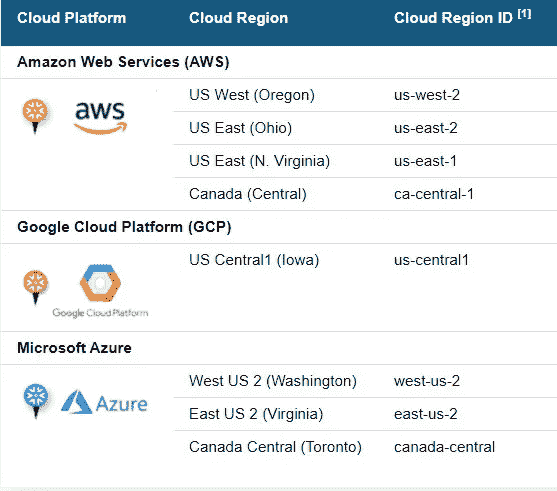 Cloud Platform Cloud Region Cloud Region ID [1]
Amazon Web Services (AWS)
aws
US West (Oregon) us-west-2
US East (Ohio) us-east-2
US East (N. Virginia) us-east-1
Canada (Central) ca-central-1
Google Cloud Platform (GCP)
US Central1 (Iowa) us-central1
Google Cloud Platform
Microsoft Azure
West US 2 (Washington) west-us-2
Azure
East US 2 (Virginia) east-us-2
Canada Central (Toronto) canada-central